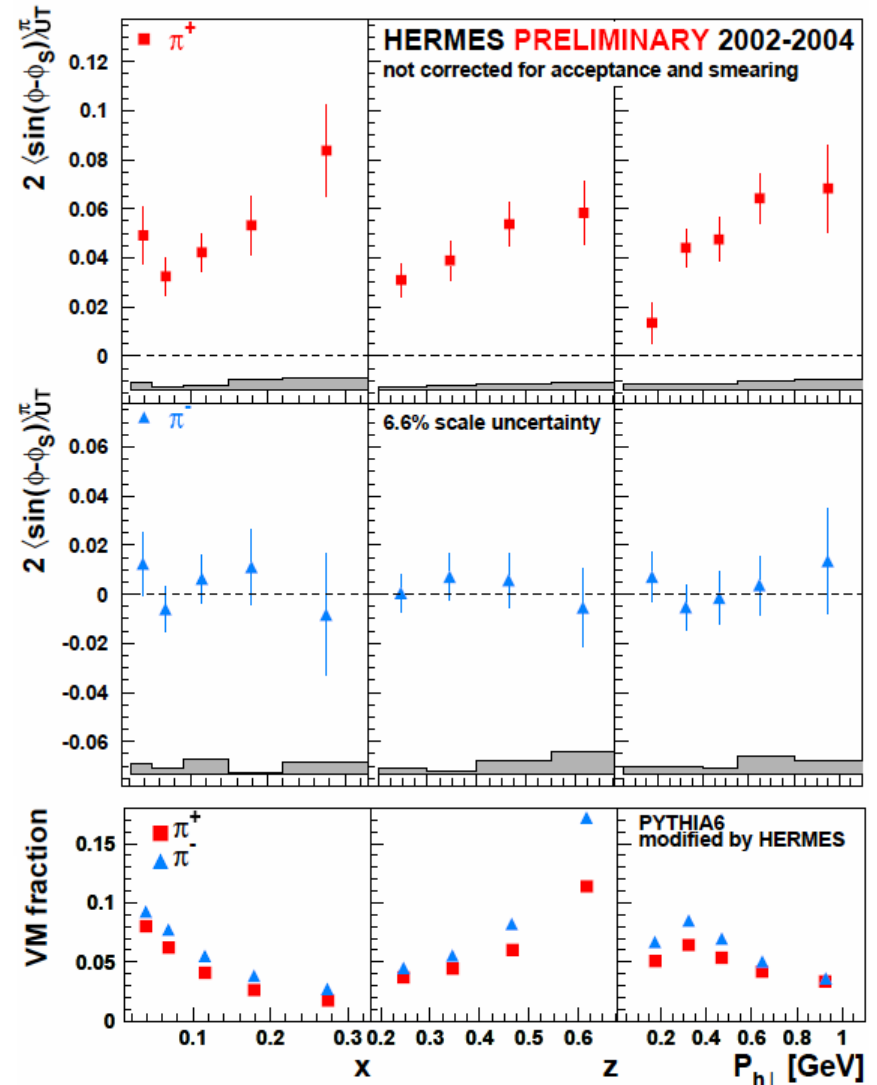 2 ⟨sin(ϕ-ϕS)⟩πUT
π+
HERMES PRELIMINARY 2002-2004
not corrected for acceptance and smearing
0.12
0.1
0.08
0.06
0.04
0.02
0
2 ⟨sin(ϕ-ϕS)⟩πUT
π-
6.6% scale uncertainty
0.06
0.04
0.02
0
-0.02
-0.04
-0.06
VM fraction
π+
π-
PYTHIA6
modified by HERMES
0.15
0.1
0.05
0
0.1 0.2 0.3 0.2 0.3 0.4 0.5 0.6 0.2 0.4 0.6 0.8 1
x z Ph⊥ [GeV]